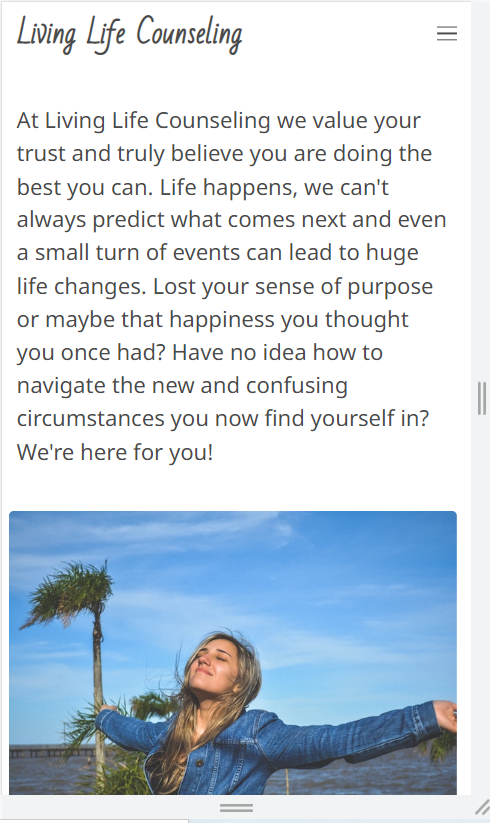 Living Life Counseling
At Living Life Counseling we value your
trust and truly believe you are doing the
best you can. Life happens, we can't
always predict what comes next and even
a small turn of events can lead to huge
life changes. Lost your sense of purpose
or maybe that happiness you thought
you once had? Have no idea how to
navigate the new and confusing
circumstances you now find yourself in?
We're here for you!